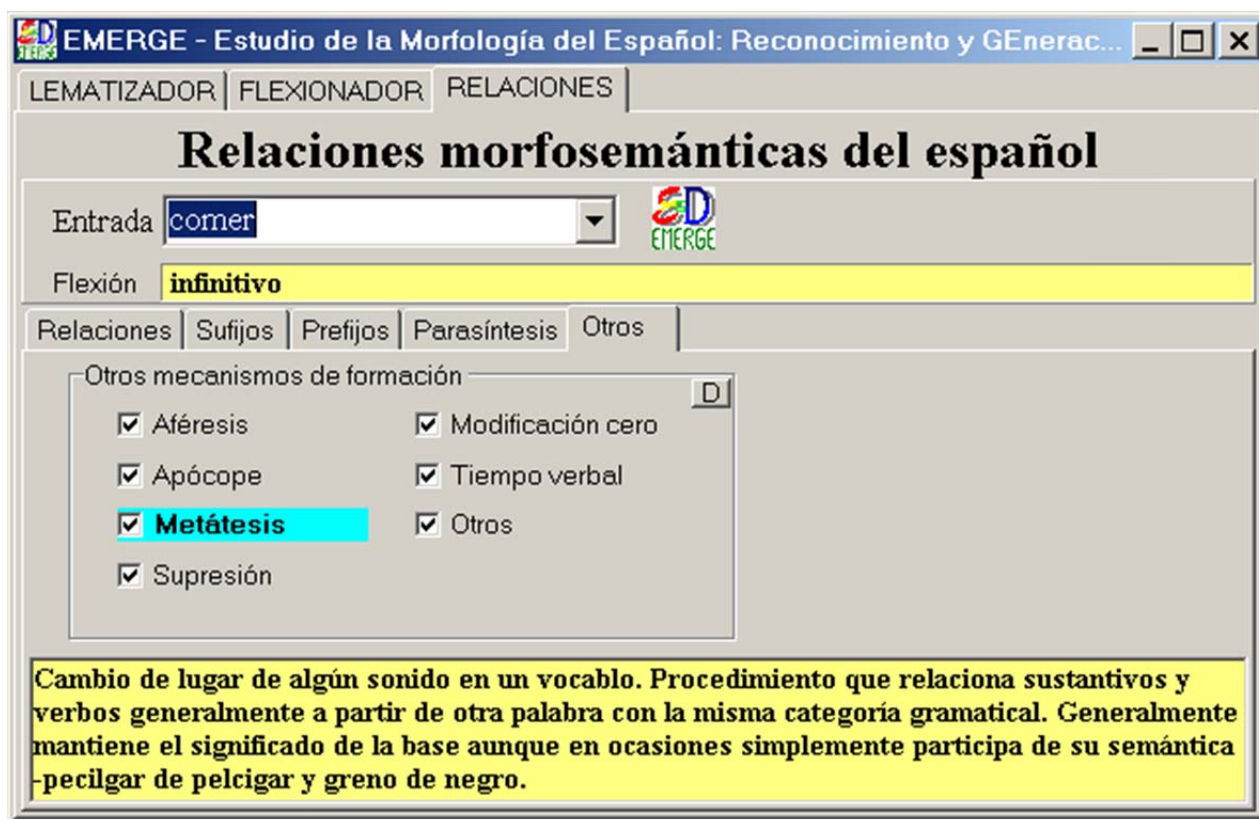 EMERGE - Estudio de la Morfología del Español: Reconocimiento y GEnerac...
LEMATIZADOR FLEXIONADOR RELACIONES
Relaciones morfosemánticas del español
Entrada comer
EMERGE
Flexión infinitivo
Relaciones Sufijos Prefijos Parasíntesis Otros
Otros mecanismos de formación
D
Aféresis Modificación cero
Apócope Tiempo verbal
Metátesis Otros
Supresión
Cambio de lugar de algún sonido en un vocablo. Procedimiento que relaciona sustantivos y
verbos generalmente a partir de otra palabra con la misma categoría gramatical. Generalmente
mantiene el significado de la base aunque en ocasiones simplemente participa de su semántica
-pecilgar de pelcigar y greno de negro.